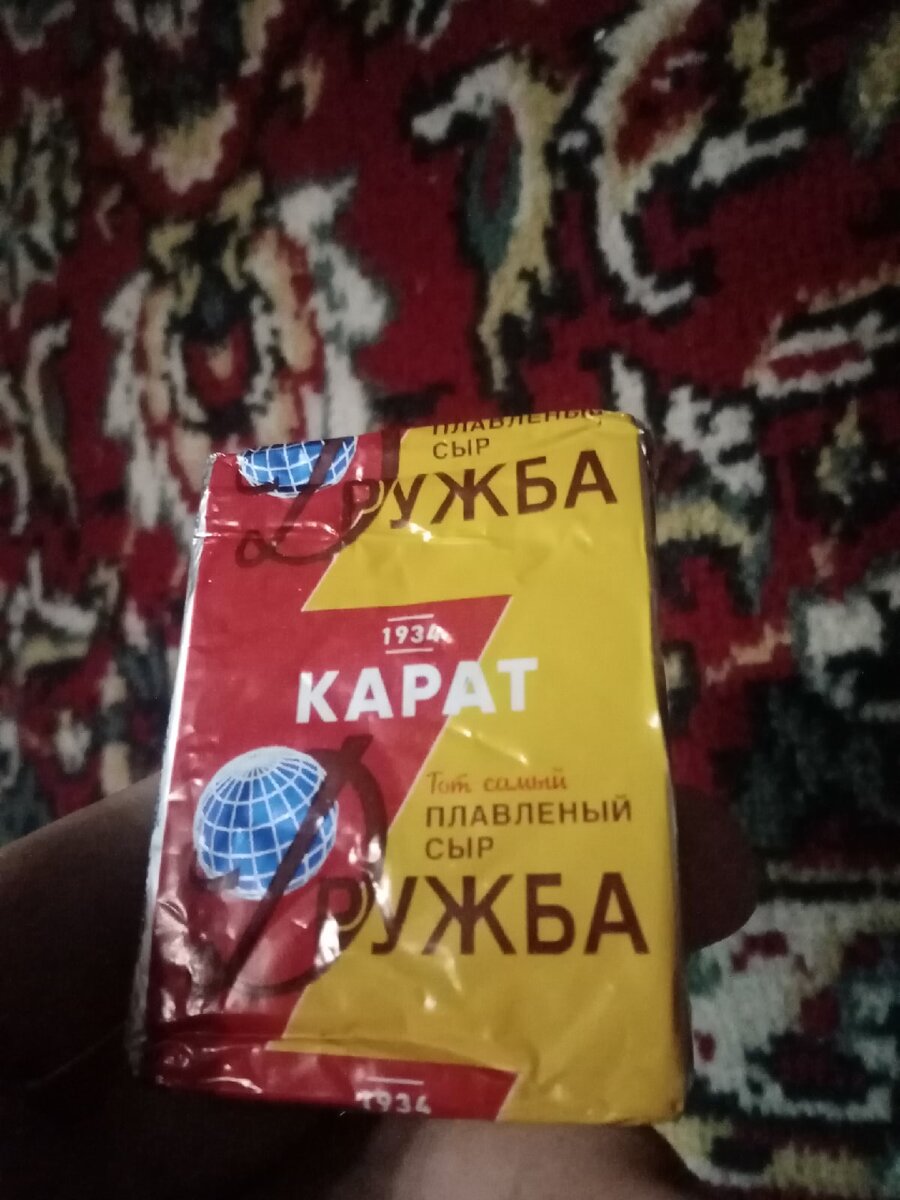 ПЛАВЛЕНЫЙ
СЫР
ДРУЖБА
1934
КАРАТ
Тот самый
ПЛАВЛЕНЫЙ
СЫР
ДРУЖБА
1934